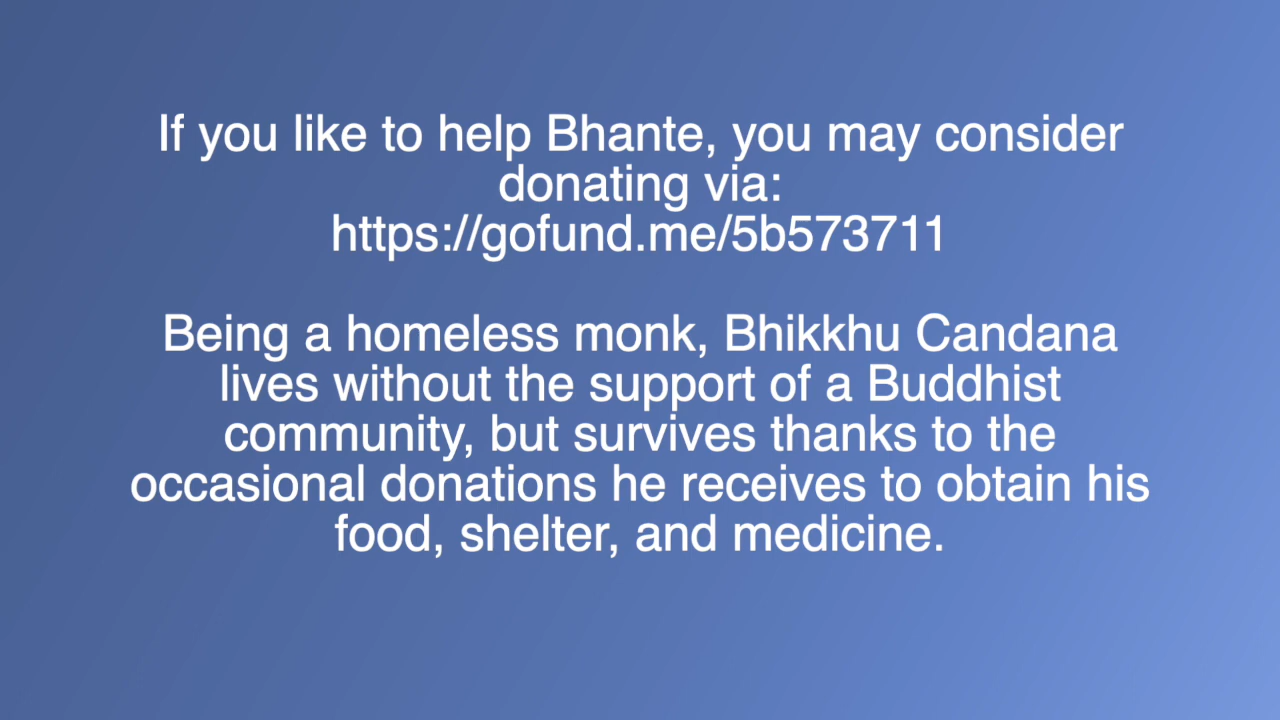 If you like to help Bhante, you may consider
donating via:
https://gofund.me/5b573711
Being a homeless monk, Bhikkhu Candana
lives without the support of a Buddhist
community, but survives thanks to the
occasional donations he receives to obtain his
food, shelter, and medicine.